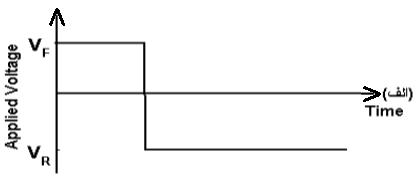 V_F
Applied Voltage
(الف)
Time
V_R